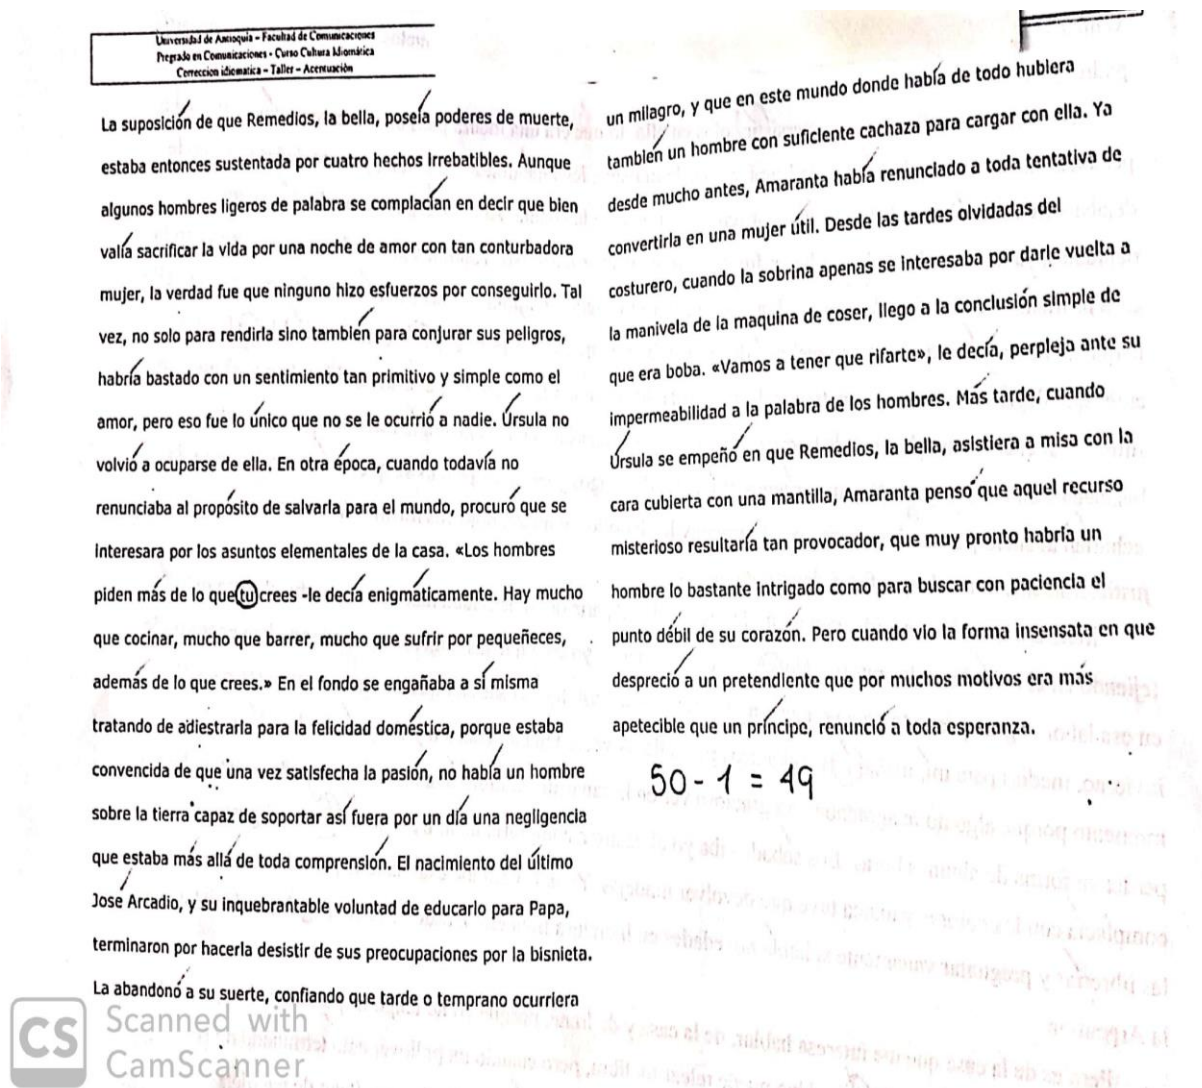 Universidad de Antioquia – Facultad de Comunicaciones
Pregrado en Comunicaciones - Curso Cultura Idiomática
Corrección idiomática – Taller – Acentuación
La suposición de que Remedios, la bella, poseía poderes de muerte,
estaba entonces sustentada por cuatro hechos irrebatibles. Aunque
algunos hombres ligeros de palabra se complacían en decir que bien
valía sacrificar la vida por una noche de amor con tan conturbadora
mujer, la verdad fue que ninguno hizo esfuerzos por conseguirlo. Tal
vez, no solo para rendirla sino también para conjurar sus peligros,
habría bastado con un sentimiento tan primitivo y simple como el
amor, pero eso fue lo único que no se le ocurrió a nadie. Úrsula no
volvió a ocuparse de ella. En otra época, cuando todavía no
renunciaba al propósito de salvarla para el mundo, procuró que se
interesara por los asuntos elementales de la casa. «Los hombres
piden más de lo que tu crees -le decía enigmáticamente. Hay mucho
que cocinar, mucho que barrer, mucho que sufrir por pequeñeces,
además de lo que crees.» En el fondo se engañaba a sí misma
tratando de adiestrarla para la felicidad doméstica, porque estaba
convencida de que una vez satisfecha la pasión, no había un hombre
sobre la tierra capaz de soportar así fuera por un día una negligencia
que estaba más allá de toda comprensión. El nacimiento del último
José Arcadio, y su inquebrantable voluntad de educarlo para Papa,
terminaron por hacerla desistir de sus preocupaciones por la bisnieta.
La abandonó a su suerte, confiando que tarde o temprano ocurriera
un milagro, y que en este mundo donde había de todo hubiera
también un hombre con suficiente cachaza para cargar con ella. Ya
desde mucho antes, Amaranta había renunciado a toda tentativa de
convertirla en una mujer útil. Desde las tardes olvidadas del
costurero, cuando la sobrina apenas se interesaba por darle vuelta a
la manivela de la maquina de coser, llego a la conclusión simple de
que era boba. «Vamos a tener que rifarte», le decía, perpleja ante su
impermeabilidad a la palabra de los hombres. Más tarde, cuando
Úrsula se empeñó en que Remedios, la bella, asistiera a misa con la
cara cubierta con una mantilla, Amaranta pensó que aquel recurso
misterioso resultaría tan provocador, que muy pronto habría un
hombre lo bastante intrigado como para buscar con paciencia el
punto débil de su corazón. Pero cuando vio la forma insensata en que
despreció a un pretendiente que por muchos motivos era más
apetecible que un príncipe, renunció a toda esperanza.
50 - 1 = 49
CS Scanned with
CamScanner